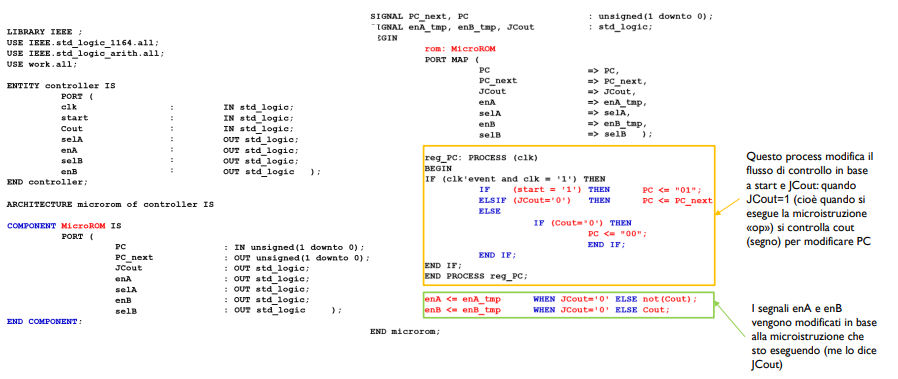 LIBRARY IEEE ;
USE IEEE.std_logic_1164.all;
USE IEEE.std_logic_arith.all;
USE work.all;
ENTITY controller IS
PORT (
clk : IN std_logic;
start : IN std_logic;
Cout : IN std_logic;
selA : OUT std_logic;
enA : OUT std_logic;
selB : OUT std_logic;
enB : OUT std_logic );
END controller;
ARCHITECTURE microrom of controller IS
COMPONENT MicroROM IS
PORT (
PC : IN unsigned(1 downto 0);
PC_next : OUT unsigned(1 downto 0);
JCout : OUT std_logic;
enA : OUT std_logic;
selA : OUT std_logic;
enB : OUT std_logic;
selB : OUT std_logic );
END COMPONENT;
SIGNAL PC_next, PC : unsigned(1 downto 0);
IGNAL enA_tmp, enB_tmp, JCout : std_logic;
EGIN
rom: MicroROM
PORT MAP (
PC => PC,
PC_next => PC_next,
JCout => JCout,
enA => enA_tmp,
selA => selA,
enB => enB_tmp,
selB => selB );
reg_PC: PROCESS (clk)
BEGIN
IF (clk'event and clk = '1') THEN
IF (start = '1') THEN PC <= "01";
ELSIF (JCout='0') THEN PC <= PC_next
ELSE
IF (Cout='0') THEN
PC <= "00";
END IF;
END IF;
END IF;
END PROCESS reg_PC;
enA <= enA_tmp WHEN JCout='0' ELSE not(Cout);
enB <= enB_tmp WHEN JCout='0' ELSE Cout;
END microrom;
Questo process modifica il
flusso di controllo in base
a start e JCout: quando
JCout=1 (cioè quando si
esegue la microistruzione
«op») si controlla cout
(segno) per modificare PC
I segnali enA e enB
vengono modificati in base
alla microistruzione che
sto eseguendo (me lo dice
JCout)